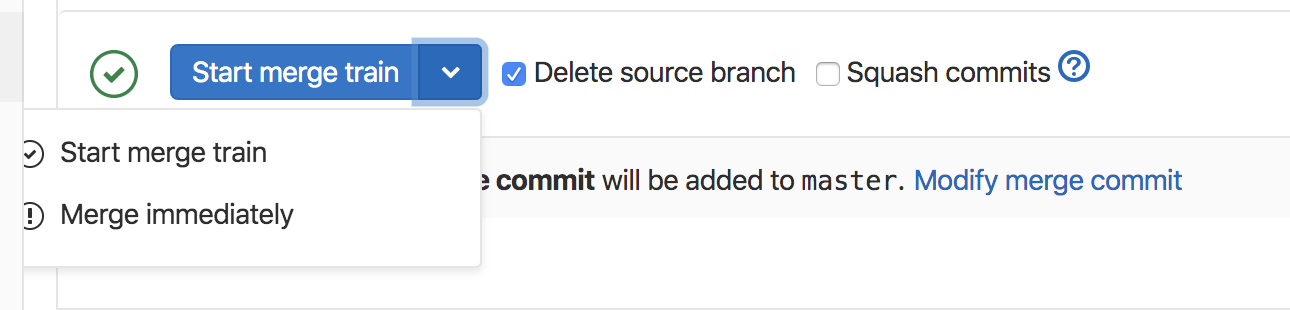 Start merge train
Delete source branch
Squash commits
Start merge train
commit will be added to master. Modify merge commit
Merge immediately